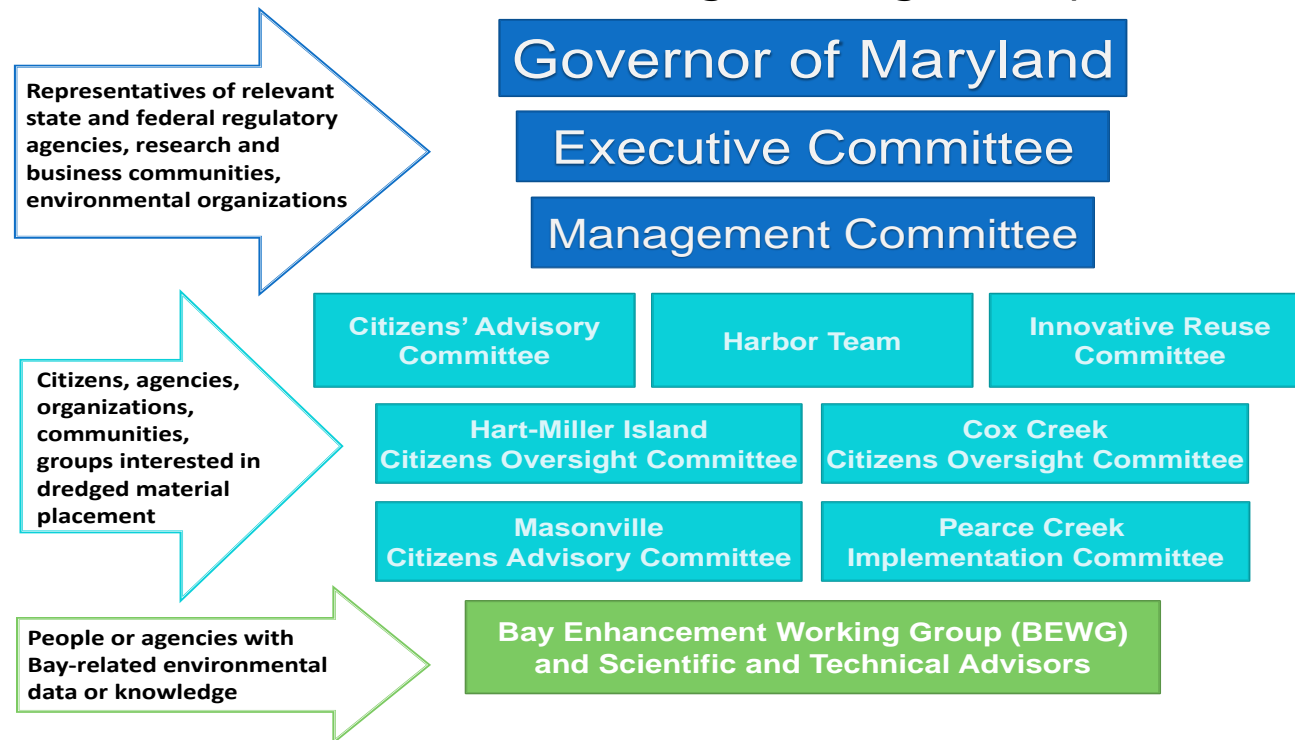 Governor of Maryland
Representatives of relevant
state and federal regulatory
agencies, research and
business communities,
environmental organizations
Executive Committee
Management Committee
Citizens’ Advisory
Committee
Harbor Team
Innovative Reuse
Committee
Citizens, agencies,
organizations,
communities,
groups interested in
dredged material
placement
Hart-Miller Island
Citizens Oversight Committee
Cox Creek
Citizens Oversight Committee
Masonville
Citizens Advisory Committee
Pearce Creek
Implementation Committee
People or agencies with
Bay-related environmental
data or knowledge
Bay Enhancement Working Group (BEWG)
and Scientific and Technical Advisors